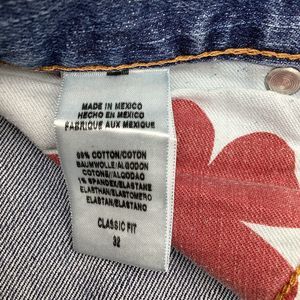 MADE IN MEXICO
HECHO EN MEXICO
FABRIQUE AUX MEXIQUE
99% COTTON/COTON
BAUMWOLLE/ALGODON
COTONE/ALGODAO
1% SPANDEX/ELASTANE
ELASTHAN/ELASTOMERO
ELASTAN/ELASTANO
CLASSIC FIT
32